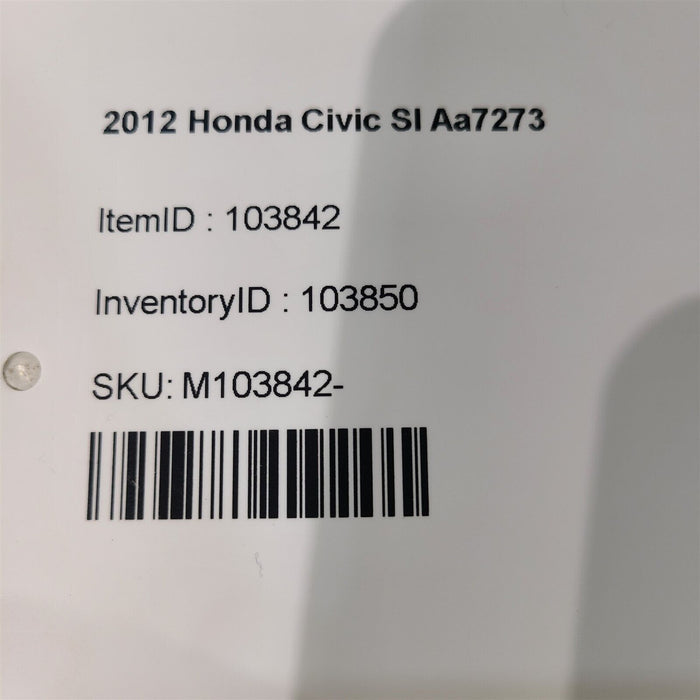 2012 Honda Civic SI Aa7273
ItemID : 103842
InventoryID : 103850
SKU: M103842-